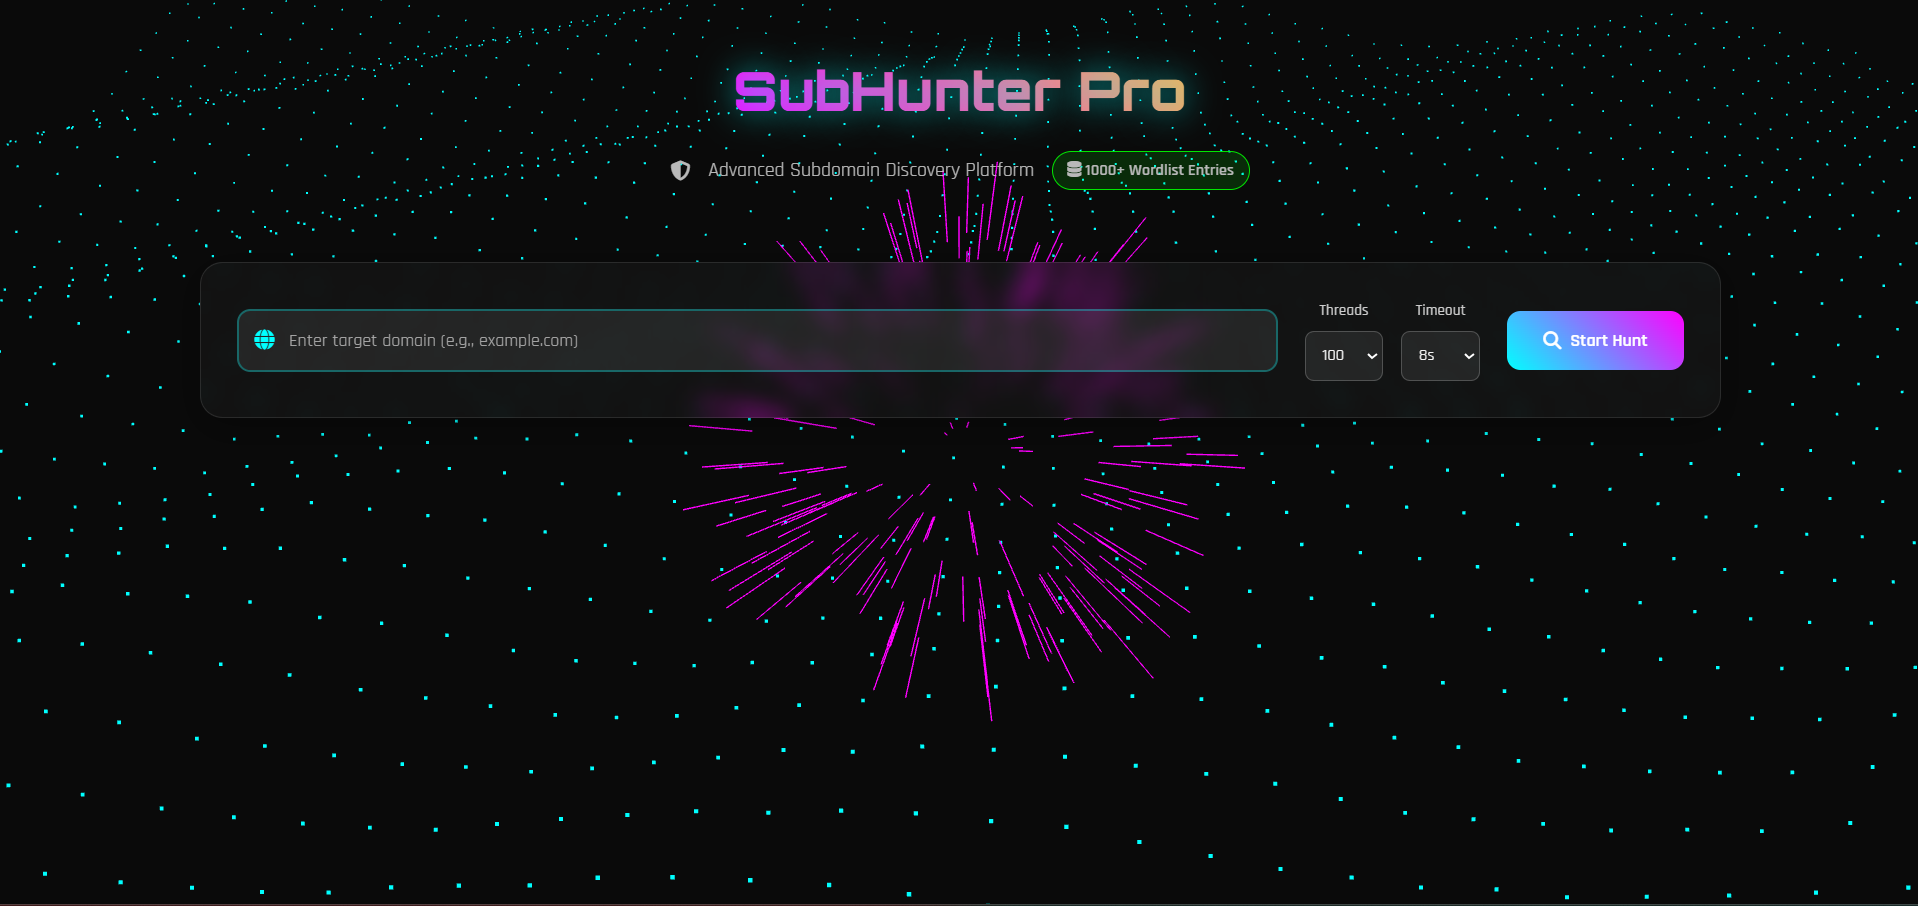 SubHunter Pro
Advanced Subdomain Discovery Platform
1000+ Wordlist Entries
Enter target domain (e.g., example.com)
Threads
100
Timeout
8s
Start Hunt